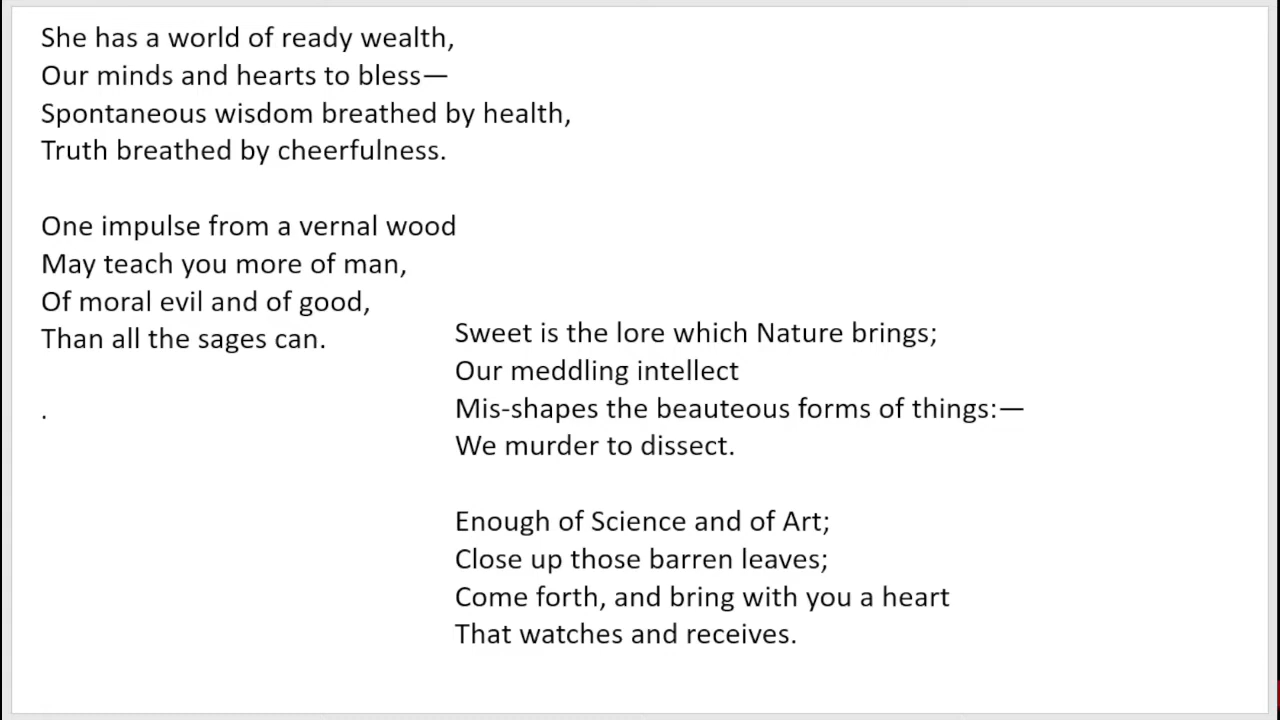 She has a world of ready wealth,
Our minds and hearts to bless—
Spontaneous wisdom breathed by health,
Truth breathed by cheerfulness.
One impulse from a vernal wood
May teach you more of man,
Of moral evil and of good,
Than all the sages can.
.
Sweet is the lore which Nature brings;
Our meddling intellect
Mis-shapes the beauteous forms of things:—
We murder to dissect.
Enough of Science and of Art;
Close up those barren leaves;
Come forth, and bring with you a heart
That watches and receives.